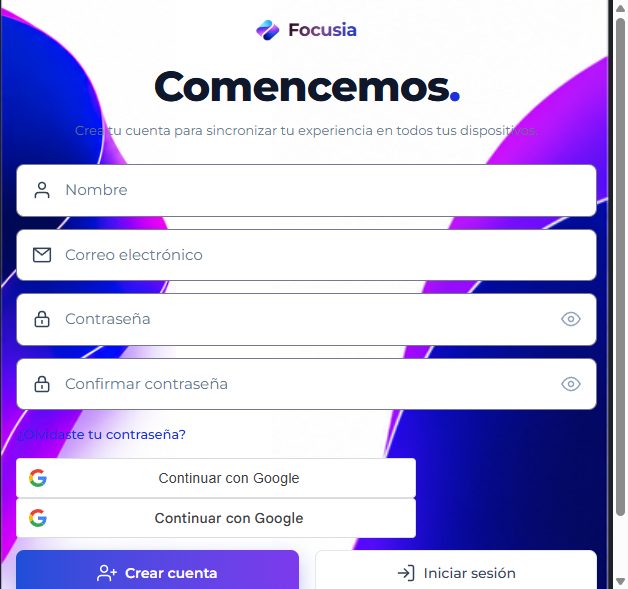 Focusia
Comencemos.
Crea tu cuenta para sincronizar tu experiencia en todos tus dispositivos.
Nombre
Correo electrónico
Contraseña
Confirmar contraseña
¿Olvidaste tu contraseña?
Continuar con Google
Continuar con Google
Crear cuenta
Iniciar sesión